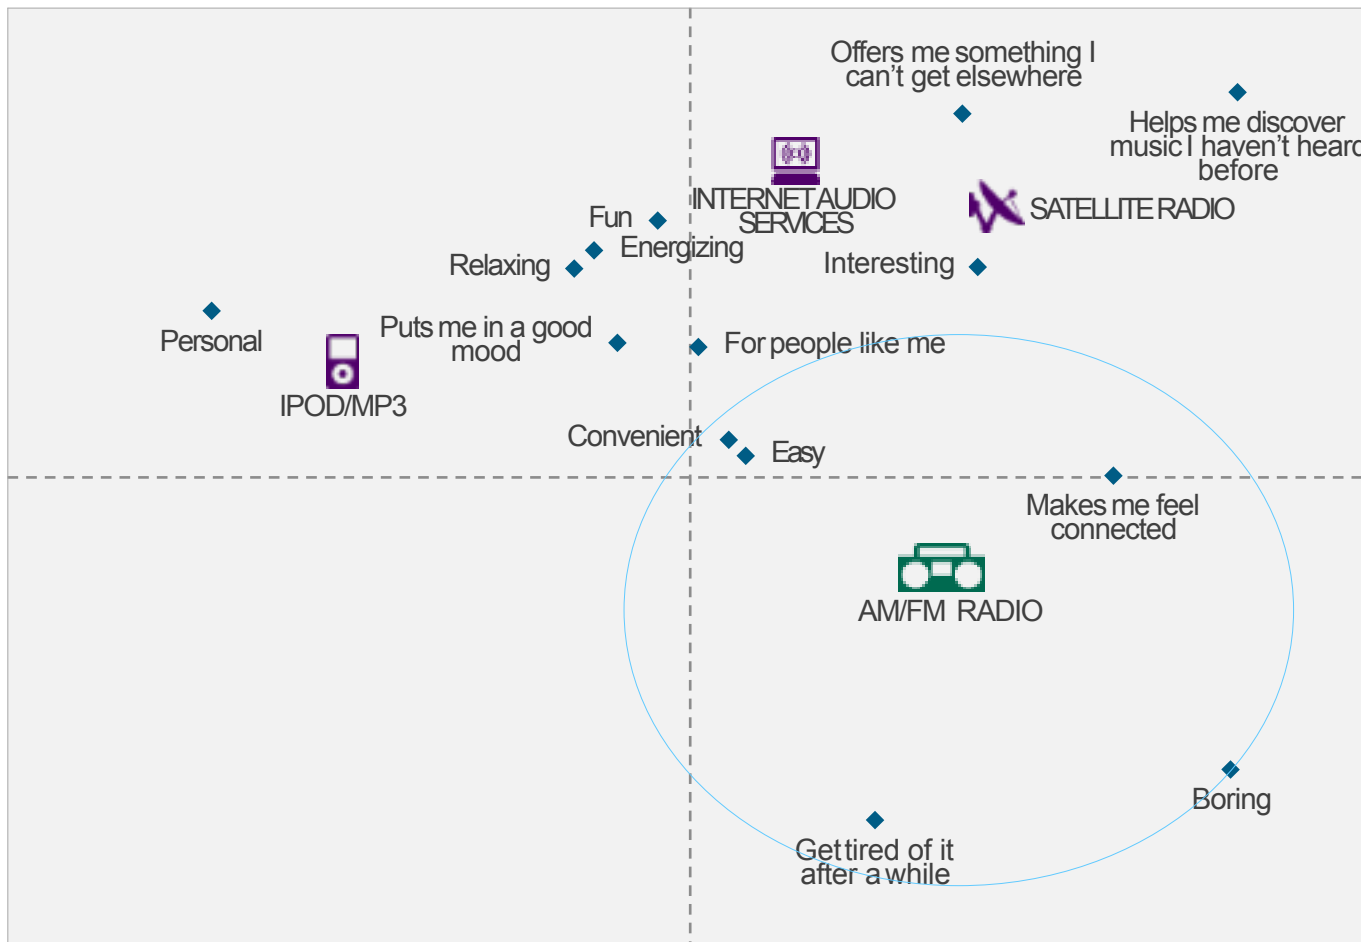 Offers me something I
can't get elsewhere
Helps me discover
music I haven't heard
before
INTERNET AUDIO
SERVICES
SATELLITE RADIO
Fun
Energizing
Relaxing
Interesting
Personal
Puts me in a good
mood
For people like me
IPOD/MP3
Convenient
Easy
Makes me feel
connected
AM/FM RADIO
Boring
Get tired of it
after a while